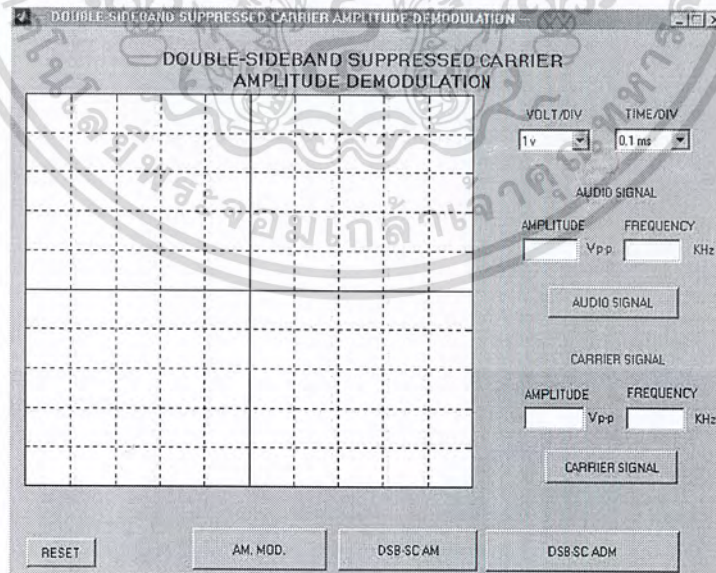 DOUBLE-SIDEBAND SUPPRESSED CARRIER AMPLITUDE DEMODULATION
DOUBLE-SIDEBAND SUPPRESSED CARRIER
AMPLITUDE DEMODULATION
VOLT/DIV TIME/DIV
1v 0.1 ms
AUDIO SIGNAL
AMPLITUDE FREQUENCY
Vp-p KHz
AUDIO SIGNAL
CARRIER SIGNAL
AMPLITUDE FREQUENCY
Vp-p KHz
CARRIER SIGNAL
RESET AM. MOD. DSB-SC AM DSB-SC ADM